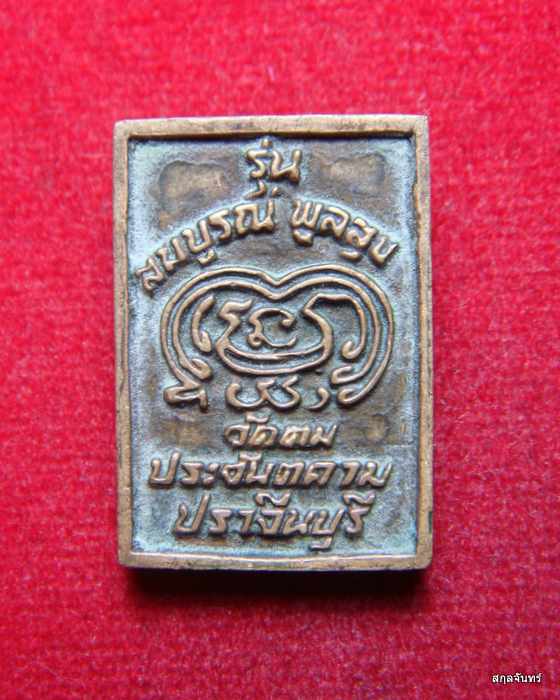 รุ่น
สมบูรณ์ พูลสุข
วัดตม
ประจันตคาม
ปราจีนบุรี
สกุลจันทร์